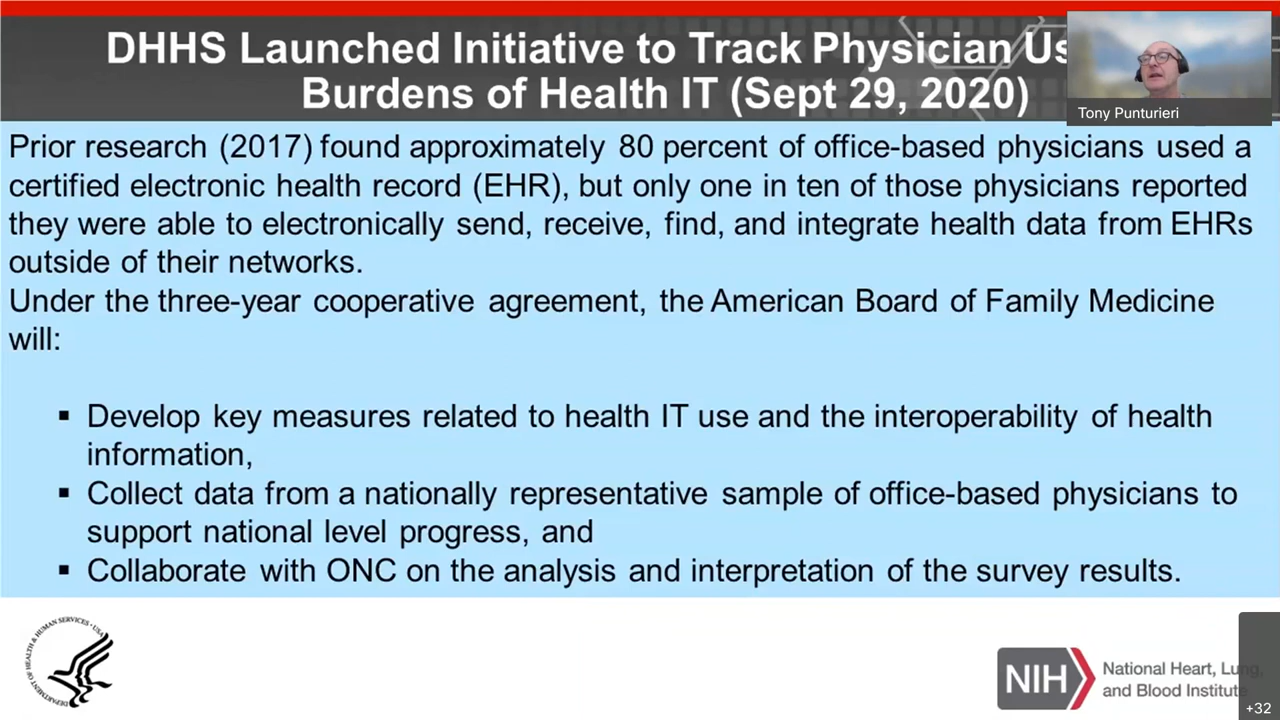 DHHS Launched Initiative to Track Physician
Burdens of Health IT (Sept 29, 2020)
Tony Punturieri
Prior research (2017) found approximately 80 percent of office-based physicians used a
certified electronic health record (EHR), but only one in ten of those physicians reported
they were able to electronically send, receive, find, and integrate health data from EHRs
outside of their networks.
Under the three-year cooperative agreement, the American Board of Family Medicine
will:
▪ Develop key measures related to health IT use and the interoperability of health
information,
▪ Collect data from a nationally representative sample of office-based physicians to
support national level progress, and
▪ Collaborate with ONC on the analysis and interpretation of the survey results.
DEPARTMENT OF HEALTH & HUMAN SERVICES • USA
NIH
National Heart, Lung,
and Blood Institute
+32